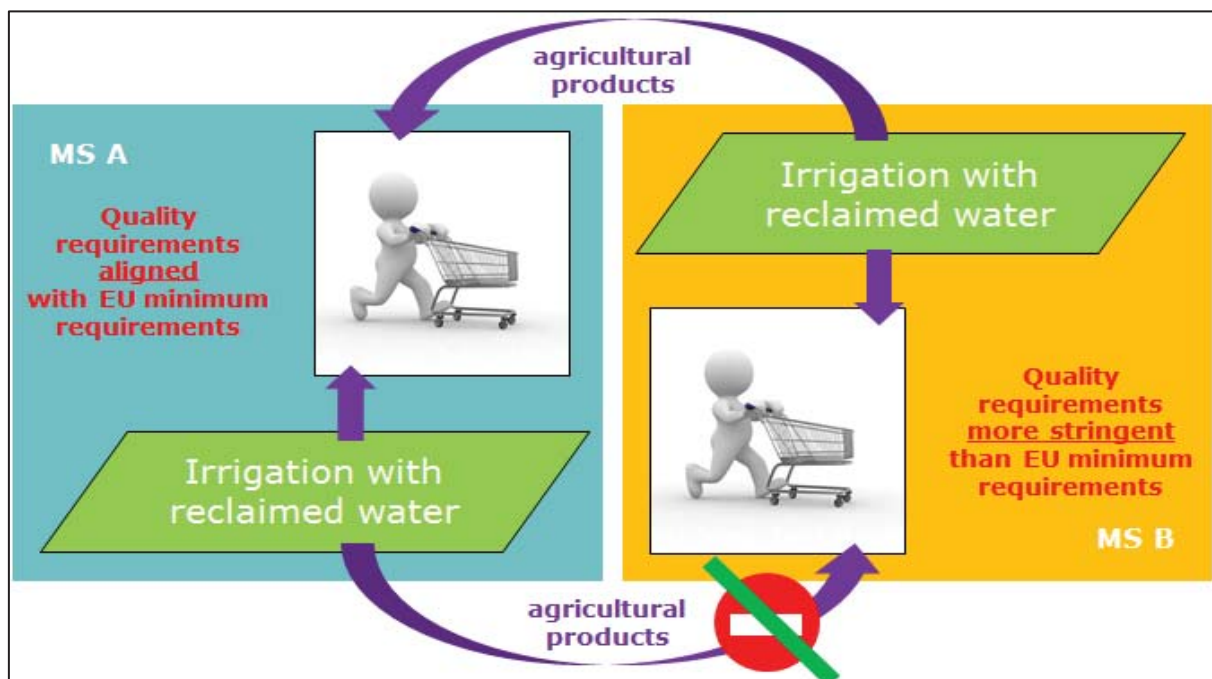 agricultural
products
MS A
Quality
requirements
aligned
with EU minimum
requirements
Irrigation with
reclaimed water
Irrigation with
reclaimed water
Quality
requirements
more stringent
than EU minimum
requirements
MS B
agricultural
products